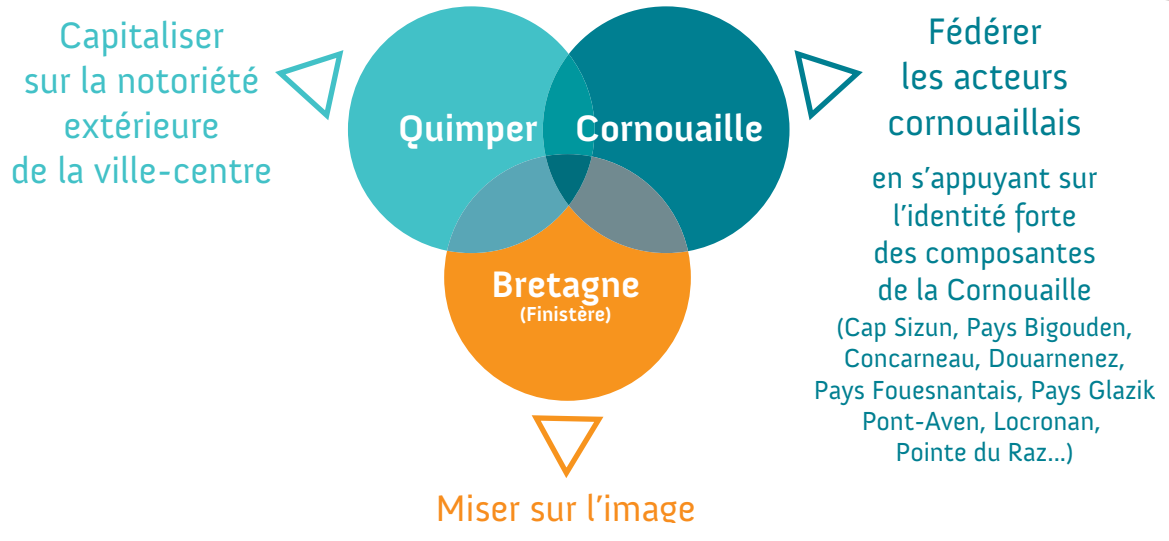 Capitaliser
sur la notoriété
extérieure
de la ville-centre
Quimper
Cornouaille
Bretagne
(Finistère)
Fédérer
les acteurs
cornouaillais
en s'appuyant sur
l'identité forte
des composantes
de la Cornouaille
(Cap Sizun, Pays Bigouden,
Concarneau, Douarnenez,
Pays Fouesnantais, Pays Glazik
Pont-Aven, Locronan,
Pointe du Raz...)
Miser sur l'image